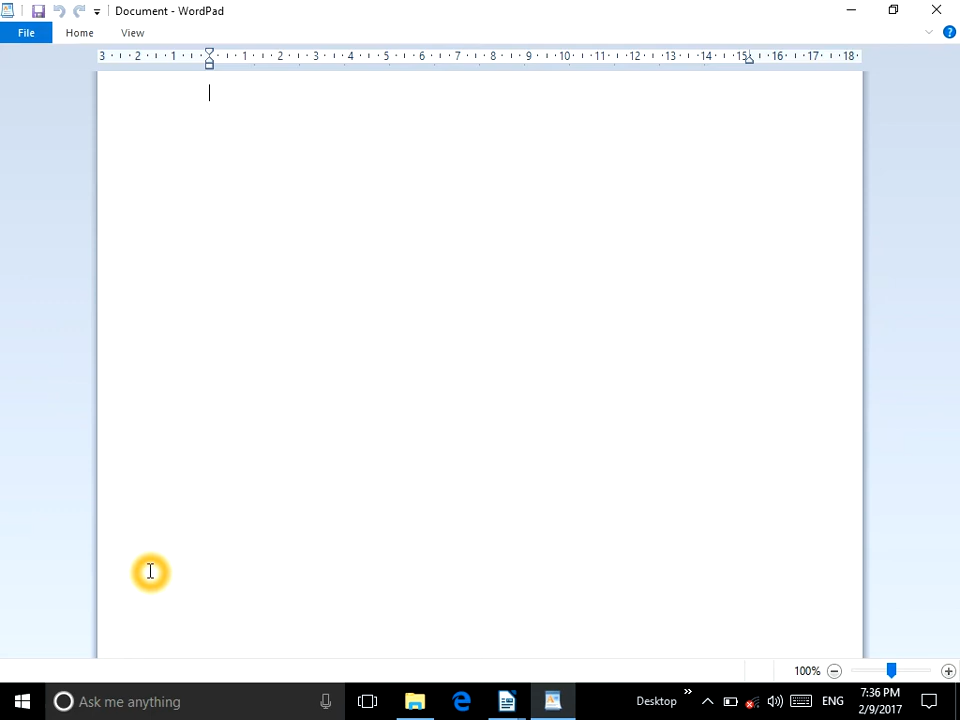 Document - WordPad
File Home View
3 2 1 1 2 3 4 5 6 7 8 9 10 11 12 13 14 15 16 17 18
100%
Ask me anything
Desktop
ENG
7:36 PM
2/9/2017